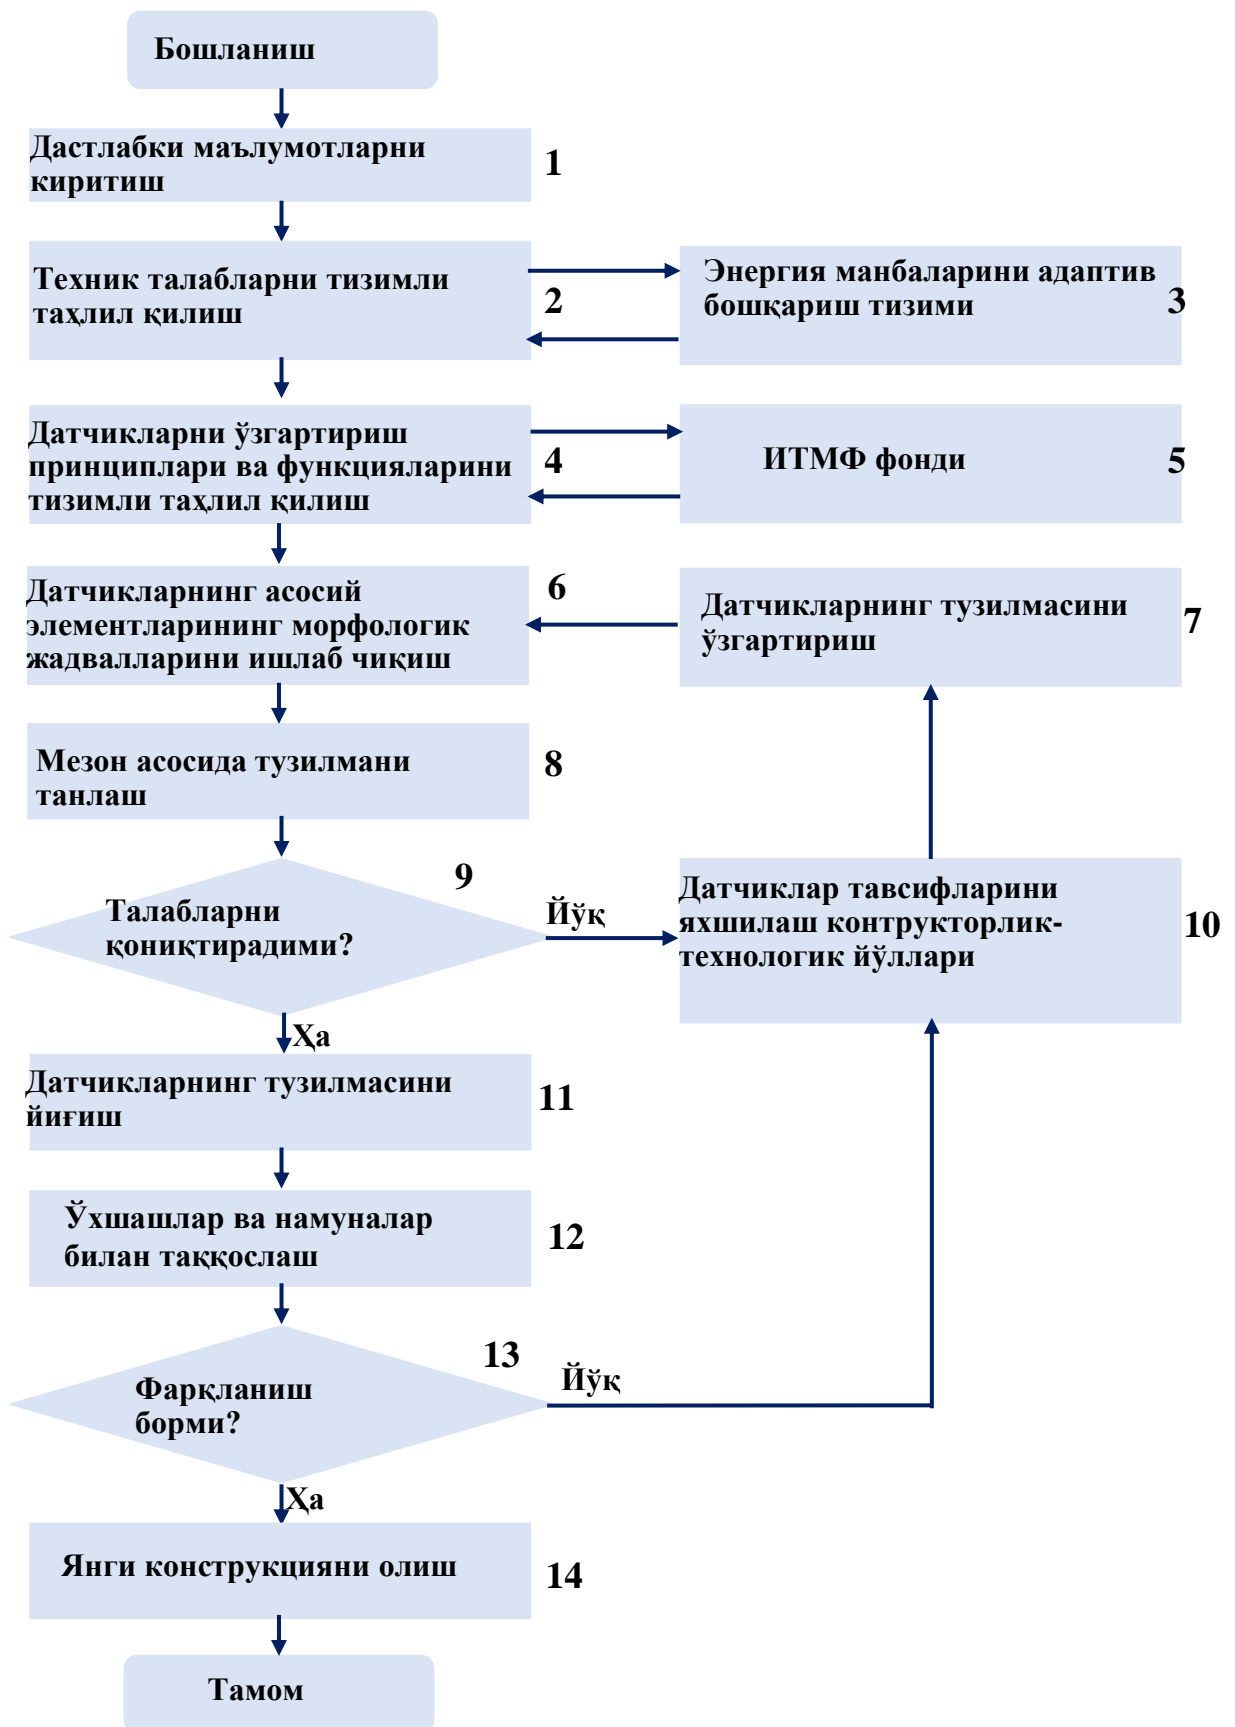 Бошланиш
Дастлабки маълумотларни
киритиш
1
Техник талабларни тизимли
таҳлил қилиш
2
Энергия манбаларини адаптив
бошқариш тизими
3
Датчикларни ўзгартириш
принциплари ва функцияларини
тизимли таҳлил қилиш
4
ИТМФ фонди
5
Датчикларнинг асосий
элементларининг морфологик
жадвалларини ишлаб чиқиш
6
Датчикларнинг тузилмасини
ўзгартириш
7
Мезон асосида тузилмани
танлаш
8
Талабларни
қониқтирадими?
9
Йўқ
Датчиклар тавсифларини
яхшилаш контрукторлик-
технологик йўллари
10
Ҳа
Датчикларнинг тузилмасини
йиғиш
11
Ўхшашлар ва намуналар
билан таққослаш
12
Фарқланиш
борми?
13
Йўқ
Ҳа
Янги конструкцияни олиш
14
Тамом